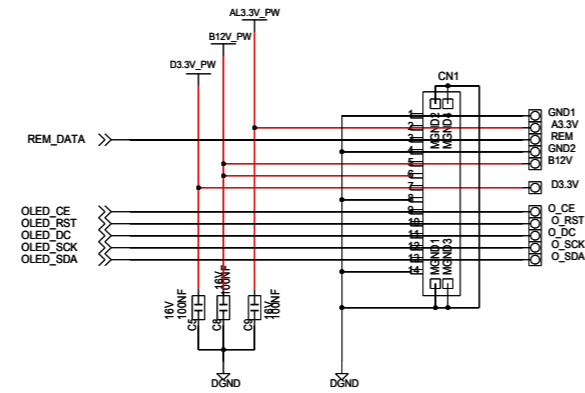 AL3.3V_PW
B12V_PW
D3.3V_PW
CN1
REM_DATA
1
2
3
4
5
6
7
8
9
10
11
12
13
14
MGND2
MGND4
MGND1
MGND3
GND1
A3.3V
REM
GND2
B12V
D3.3V
O_CE
O_RST
O_DC
O_SCK
O_SDA
OLED_CE
OLED_RST
OLED_DC
OLED_SCK
OLED_SDA
16V
100NF
C5
16V
100NF
C8
16V
100NF
C9
DGND
DGND